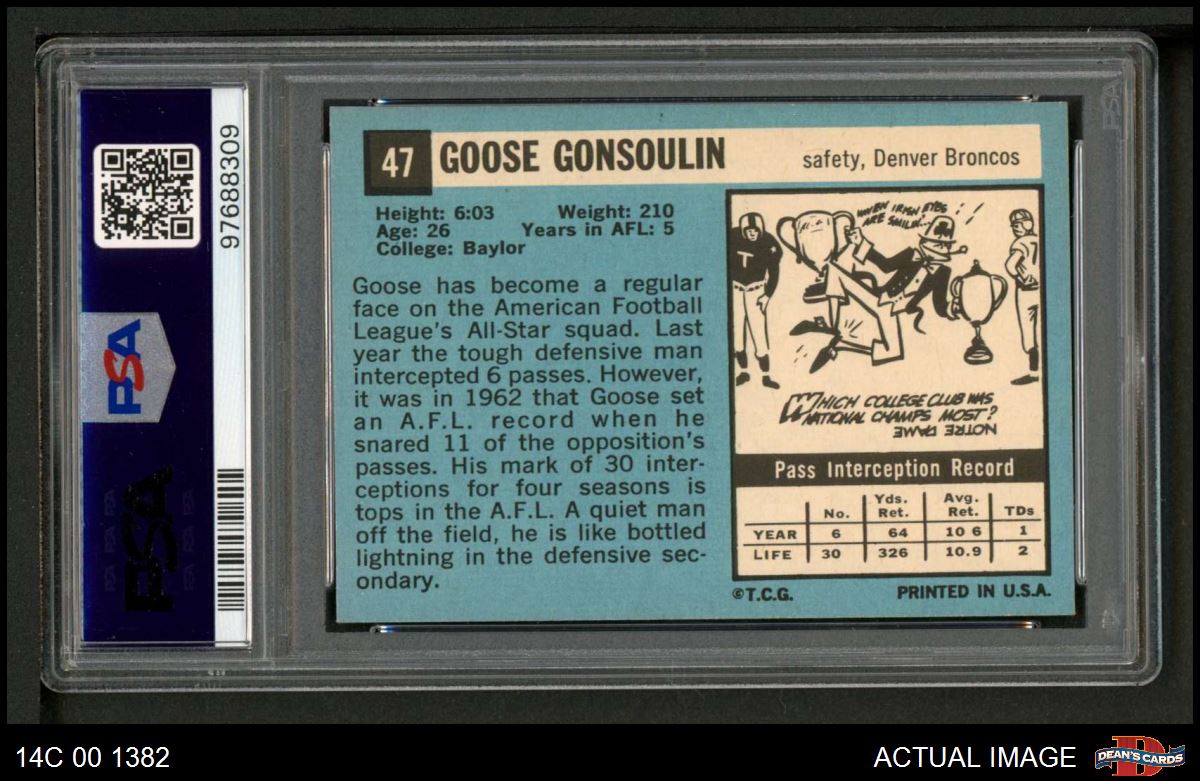 97688309
PSA
PSA
47 GOOSE GONSOULIN safety, Denver Broncos
Height: 6:03 Weight: 210
Age: 26 Years in AFL: 5
College: Baylor
Goose has become a regular
face on the American Football
League's All-Star squad. Last
year the tough defensive man
intercepted 6 passes. However,
it was in 1962 that Goose set
an A.F.L. record when he
snared 11 of the opposition's
passes. His mark of 30 inter-
ceptions for four seasons is
tops in the A.F.L. A quiet man
off the field, he is like bottled
lightning in the defensive sec-
ondary.
WHEN IRISH EYES
ARE SMILIN'...
T
WHICH COLLEGE CLUB WAS
NATIONAL CHAMPS MOST?
NOTRE DAME
Pass Interception Record
No. Yds. Ret. Avg. Ret. TDs
YEAR 6 64 10 6 1
LIFE 30 326 10.9 2
©T.C.G. PRINTED IN U.S.A.
PSA
14C 00 1382
ACTUAL IMAGE
D
DEAN'S CARDS